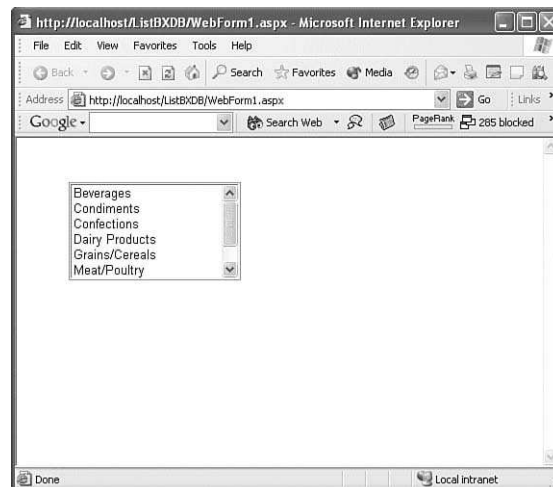 http://localhost/ListBXDB/WebForm1.aspx - Microsoft Internet Explorer
File Edit View Favorites Tools Help
Back Search Favorites Media
Address http://localhost/ListBXDB/WebForm1.aspx Go Links »
Google Search Web PageRank 285 blocked »
Beverages
Condiments
Confections
Dairy Products
Grains/Cereals
Meat/Poultry
Done Local intranet